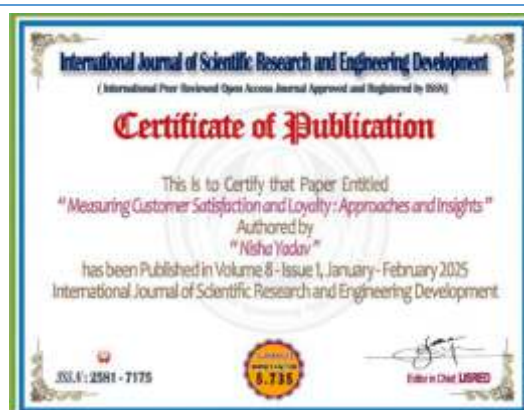 International Journal of Scientific Research and Engineering Development
( International Peer Reviewed Open Access Journal Approved and Registered by ISSN)
Certificate of Publication
This is to Certify that Paper Entitled
“ Measuring Customer Satisfaction and Loyalty : Approaches and Insights ”
Authored by
“ Nisha Yadav ”
has been Published in Volume 8 - Issue 1, January - February 2025
International Journal of Scientific Research and Engineering Development
ISSN : 2581 - 7175
5.735
Editor in Chief IJSRED